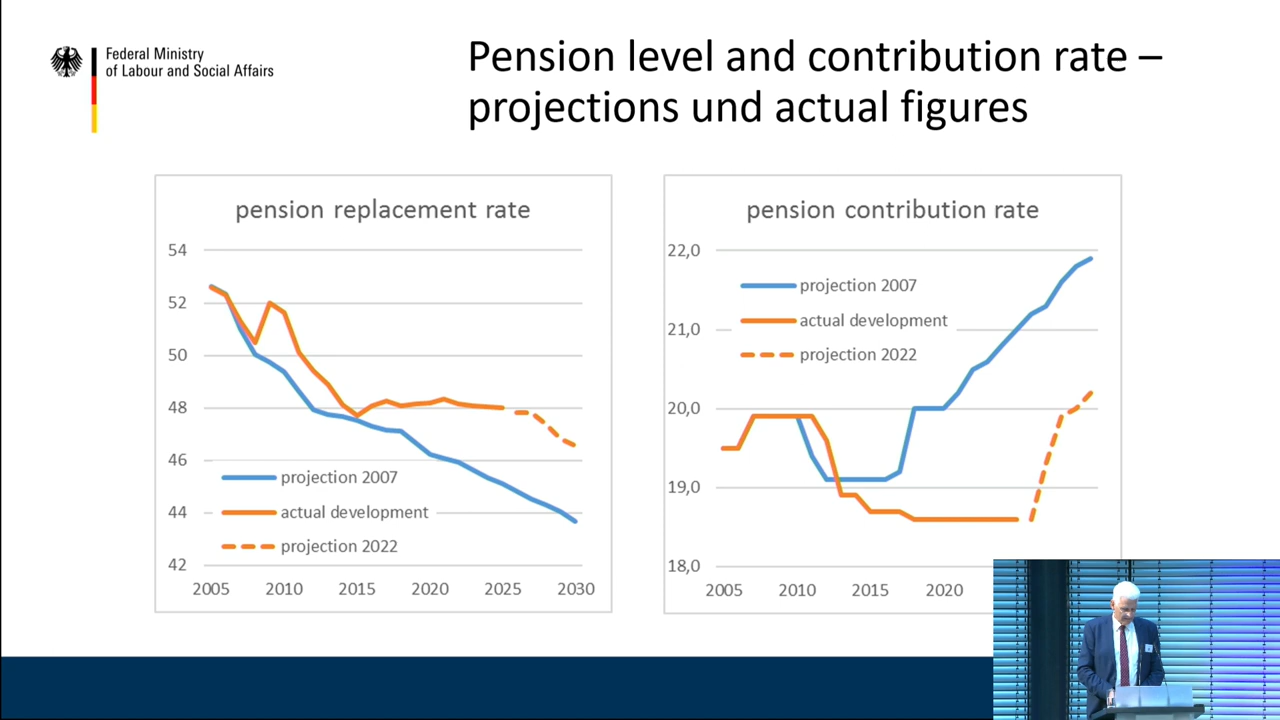 Federal Ministry
of Labour and Social Affairs
Pension level and contribution rate –
projections und actual figures
pension replacement rate
54
52
50
48
46
44
42
projection 2007
actual development
projection 2022
2005
2010
2015
2020
2025
2030
pension contribution rate
22,0
21,0
20,0
19,0
18,0
projection 2007
actual development
projection 2022
2005
2010
2015
2020